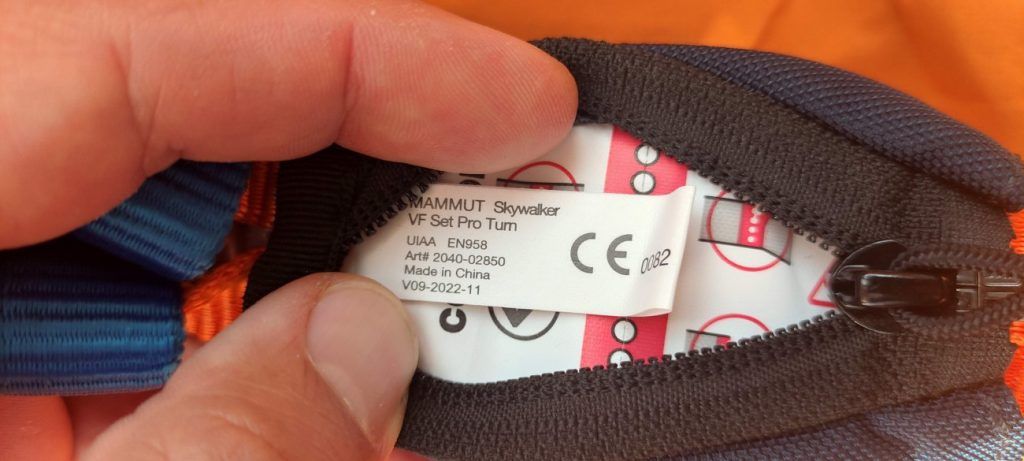 MAMMUT Skywalker
VF Set Pro Turn
UIAA EN958
Art# 2040-02850
Made in China
V09-2022-11
CE 0082